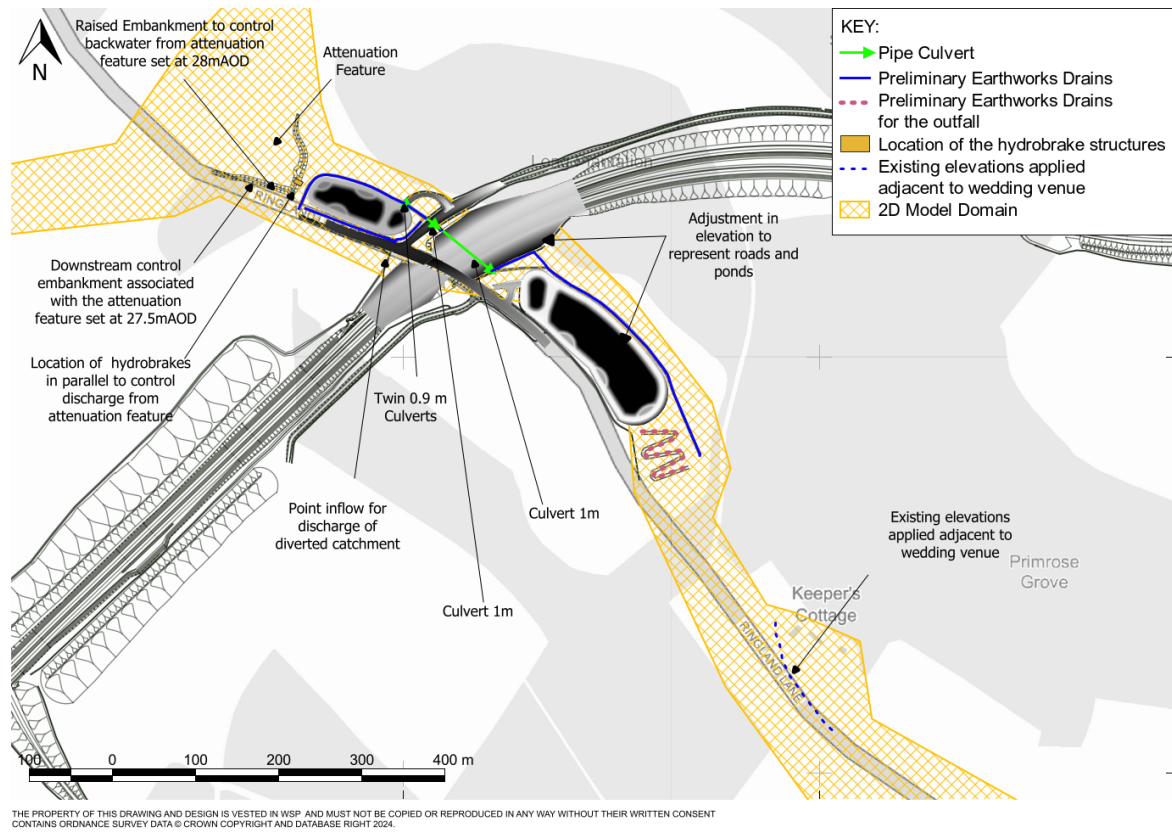 Raised Embankment to control
backwater from attenuation
feature set at 28mAOD
Attenuation
Feature
N
KEY:
Pipe Culvert
Preliminary Earthworks Drains
Preliminary Earthworks Drains
for the outfall
Location of the hydrobrake structures
Existing elevations applied
adjacent to wedding venue
2D Model Domain
Adjustment in
elevation to
represent roads and
ponds
Downstream control
embankment associated
with the attenuation
feature set at 27.5mAOD
Location of hydrobrakes
in parallel to control
discharge from
attenuation feature
Twin 0.9 m
Culverts
Point inflow for
discharge of
diverted catchment
Culvert 1m
Culvert 1m
Existing elevations
applied adjacent to
wedding venue
Primrose
Grove
Keeper's
Cottage
RINGLAND LANE
100 0 100 200 300 400 m
THE PROPERTY OF THIS DRAWING AND DESIGN IS VESTED IN WSP AND MUST NOT BE COPIED OR REPRODUCED IN ANY WAY WITHOUT THEIR WRITTEN CONSENT
CONTAINS ORDNANCE SURVEY DATA © CROWN COPYRIGHT AND DATABASE RIGHT 2024.